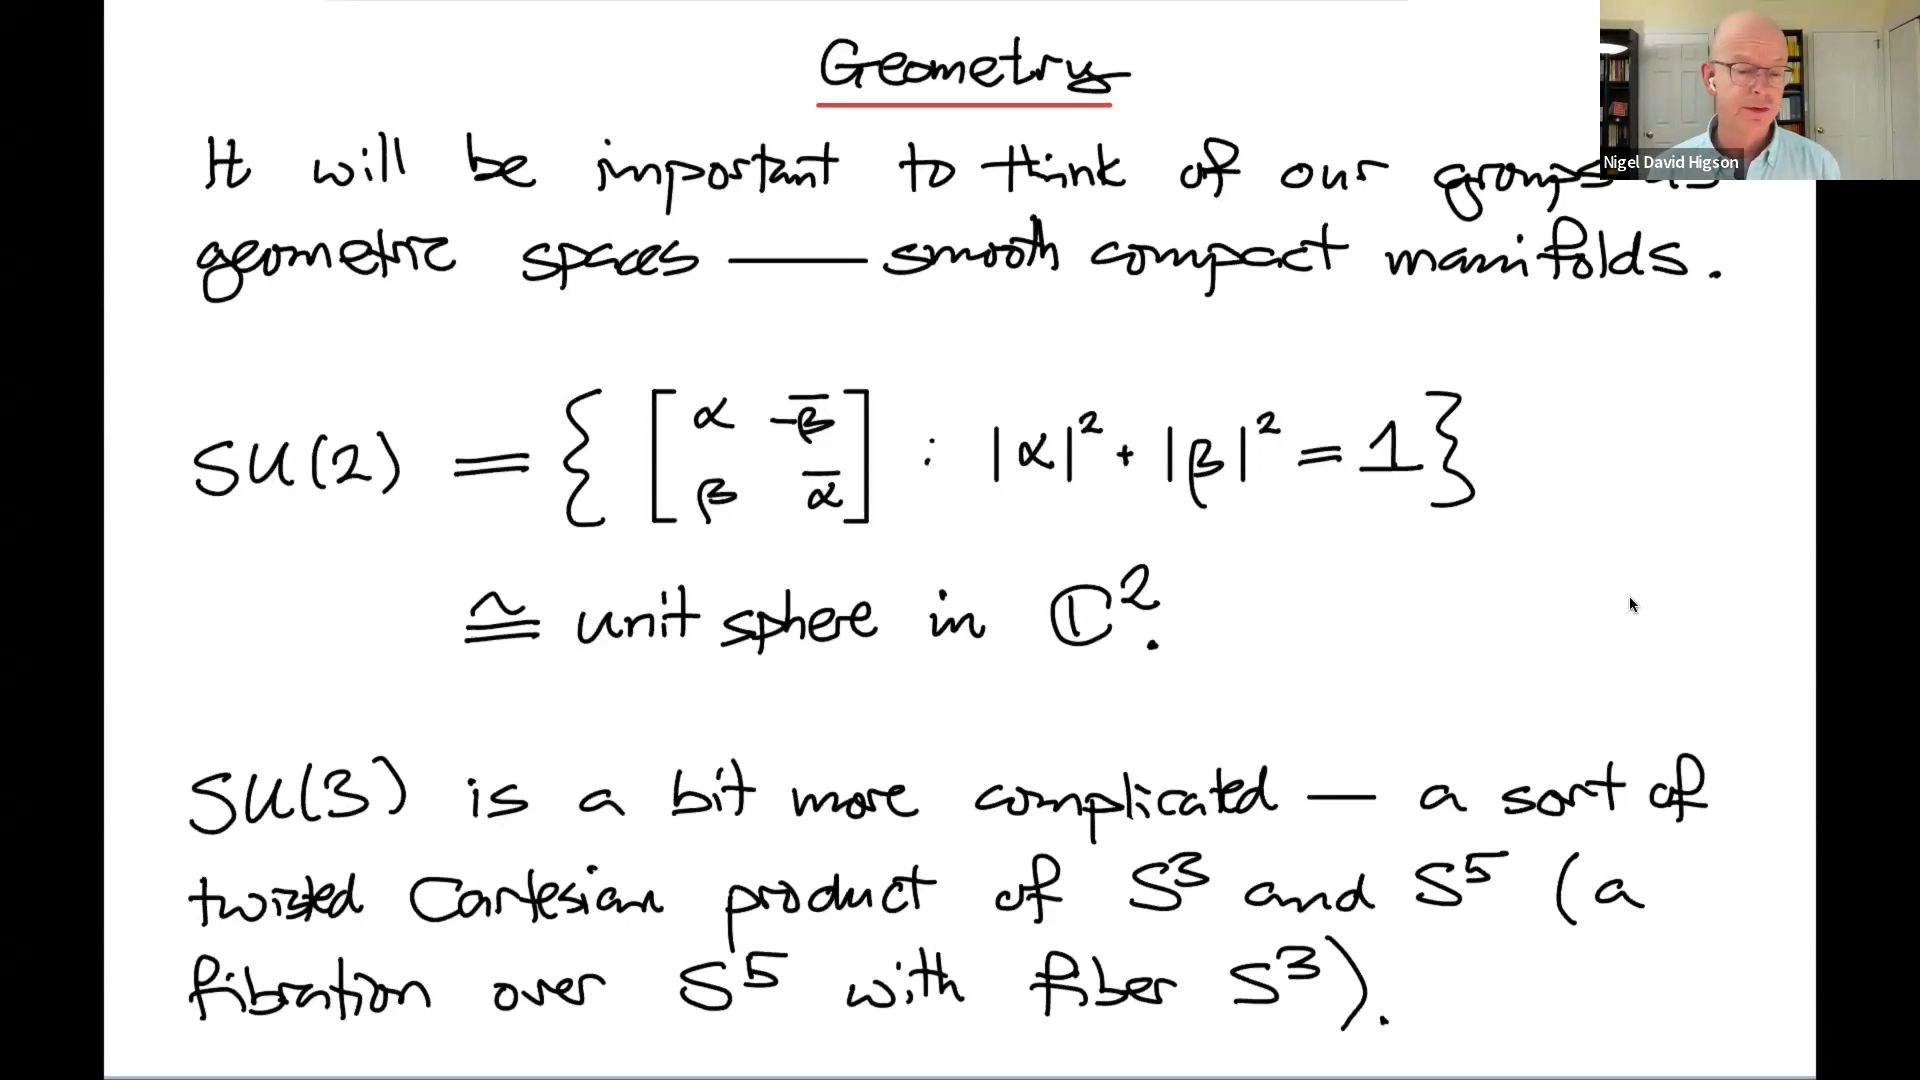 Geometry
It will be important to think of our groups as
geometric spaces — smooth compact manifolds.
SU(2) = { [ α -β̅ ; β α̅ ] : |α|² + |β|² = 1 }
≅ unit sphere in ℂ².
SU(3) is a bit more complicated — a sort of
twisted Cartesian product of S³ and S⁵ (a
fibration over S⁵ with fiber S³).
Nigel David Higson